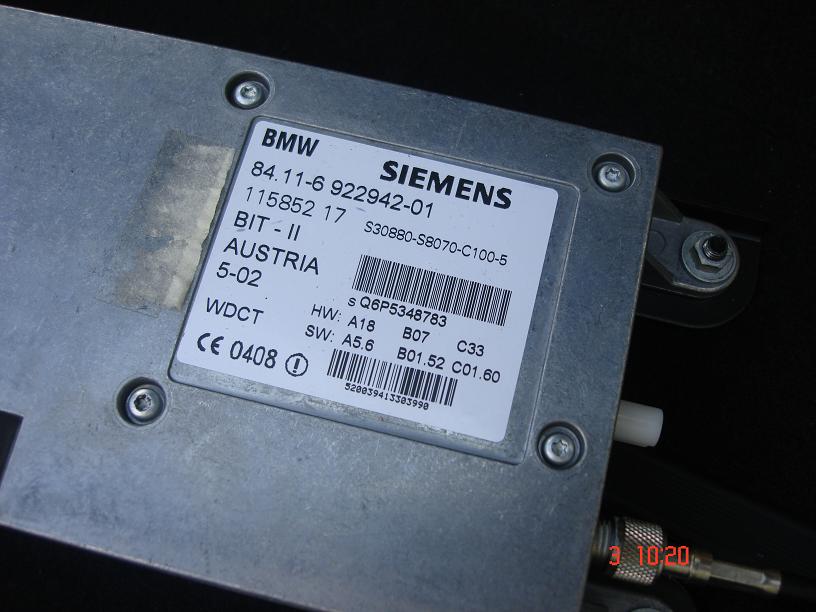 BMW
SIEMENS
84.11-6 922942-01
115852 17 S30880-S8070-C100-5
BIT - II
AUSTRIA
5-02
s Q6P5348783
WDCT
HW: A18 B07 C33
SW: A5.6 B01.52 C01.60
CE 0408
520039413303990
3 10:20